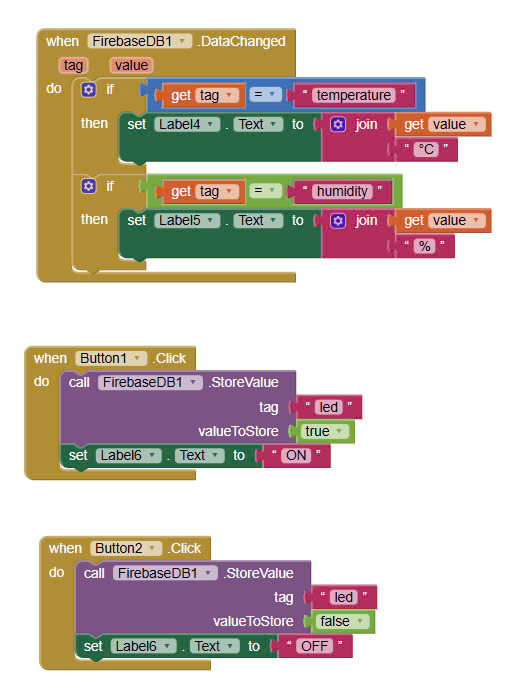 when FirebaseDB1 .DataChanged
tag value
do if get tag = " temperature "
then set Label4 . Text to join get value
" °C "
if get tag = " humidity "
then set Label5 . Text to join get value
" % "
when Button1 .Click
do call FirebaseDB1 .StoreValue
tag " led "
valueToStore true
set Label6 . Text to " ON "
when Button2 .Click
do call FirebaseDB1 .StoreValue
tag " led "
valueToStore false
set Label6 . Text to " OFF "